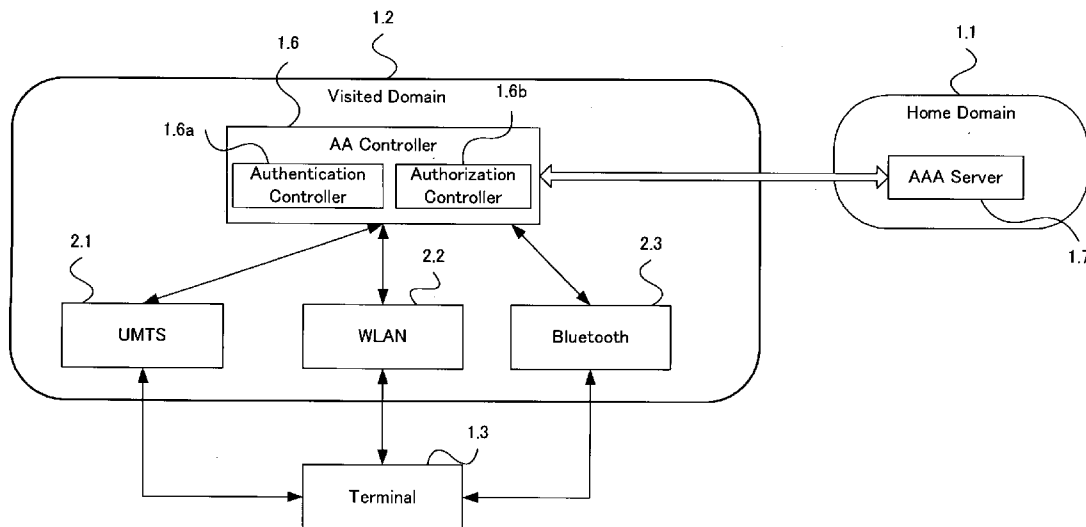 1.2
1.1
1.6
Visited Domain
1.6b
Home Domain
1.6a
AA Controller
Authentication
Controller
Authorization
Controller
AAA Server
1.7
2.1
2.2
2.3
UMTS
WLAN
Bluetooth
1.3
Terminal